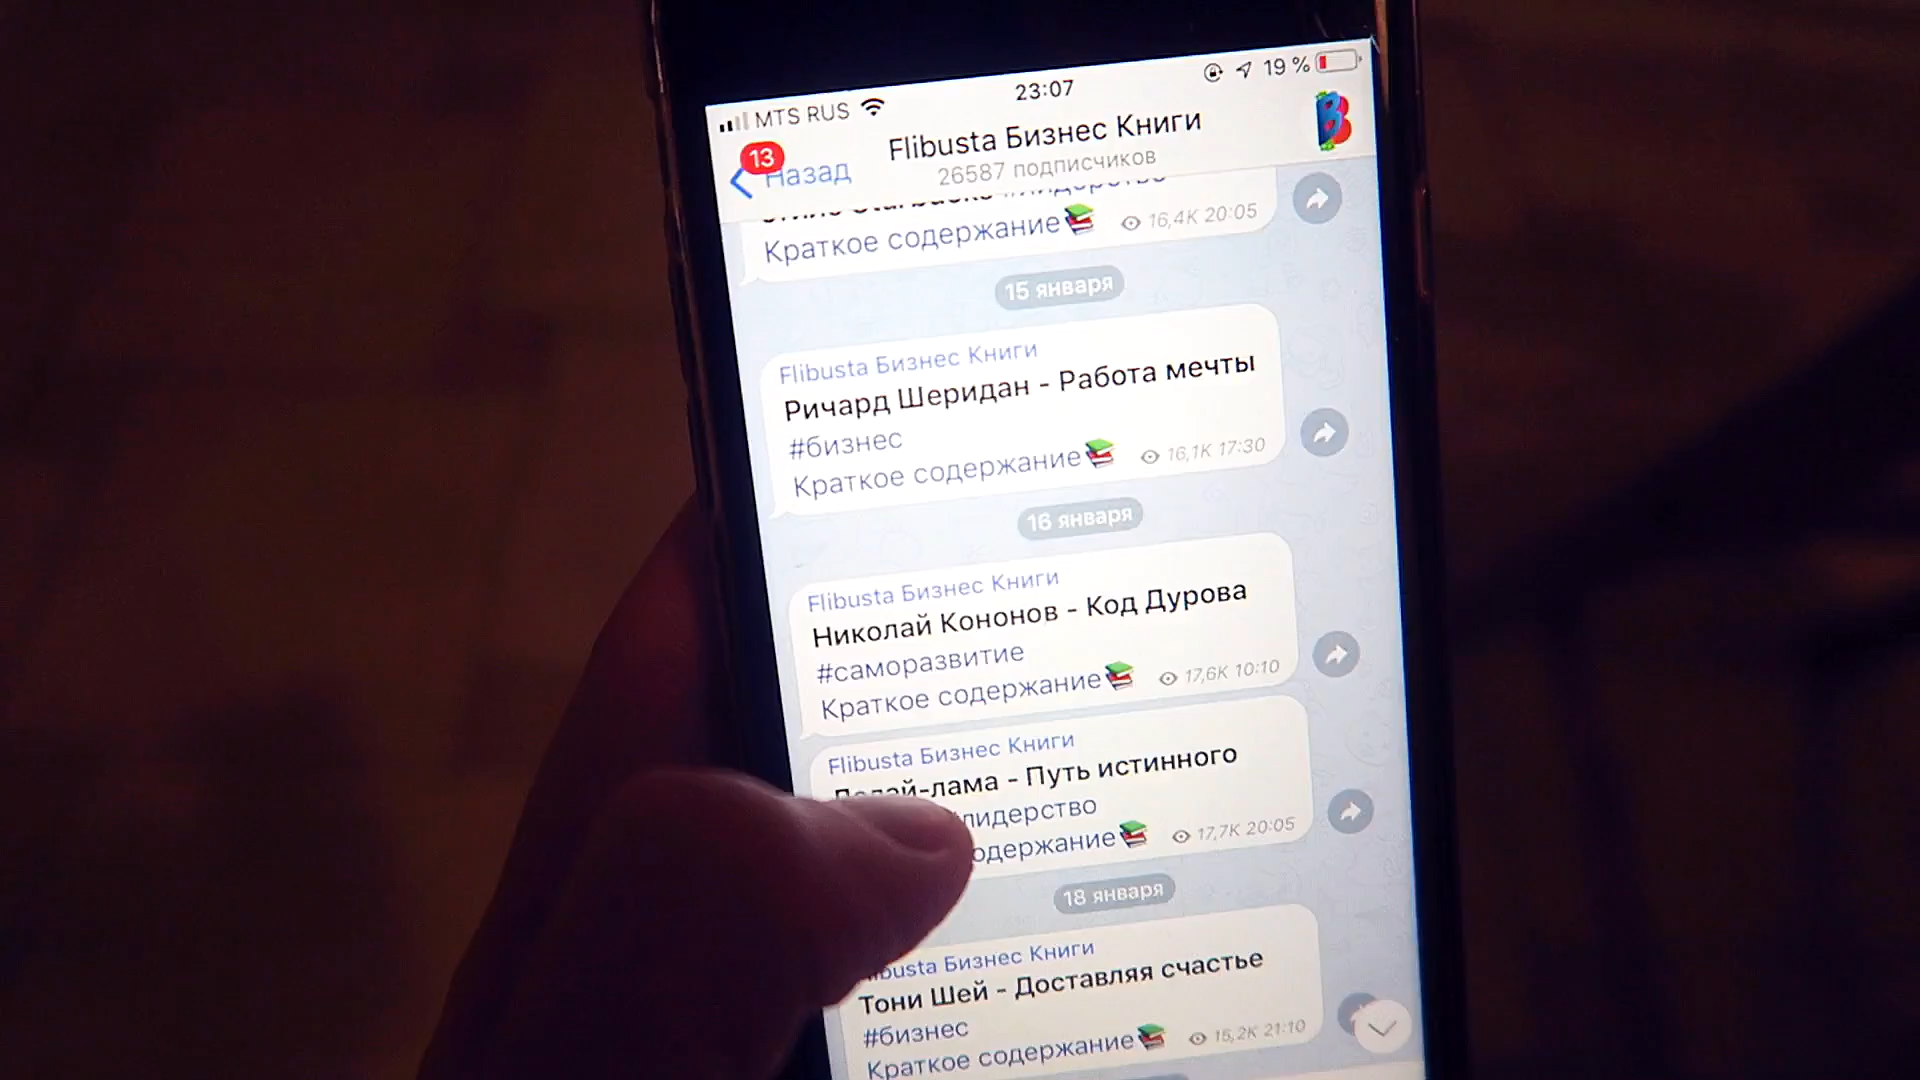 MTS RUS 23:07 19 %
13
Назад Flibusta Бизнес Книги
26587 подписчиков
Starbucks #лидерство
Краткое содержание 16,4K 20:05
15 января
Flibusta Бизнес Книги
Ричард Шеридан - Работа мечты
#бизнес
Краткое содержание 16,1K 17:30
16 января
Flibusta Бизнес Книги
Николай Кононов - Код Дурова
#саморазвитие
Краткое содержание 17,6K 10:10
Flibusta Бизнес Книги
Далай-лама - Путь истинного
лидерство
одержание 17,7K 20:05
18 января
Flibusta Бизнес Книги
Тони Шей - Доставляя счастье
#бизнес
Краткое содержание 15,2K 21:10